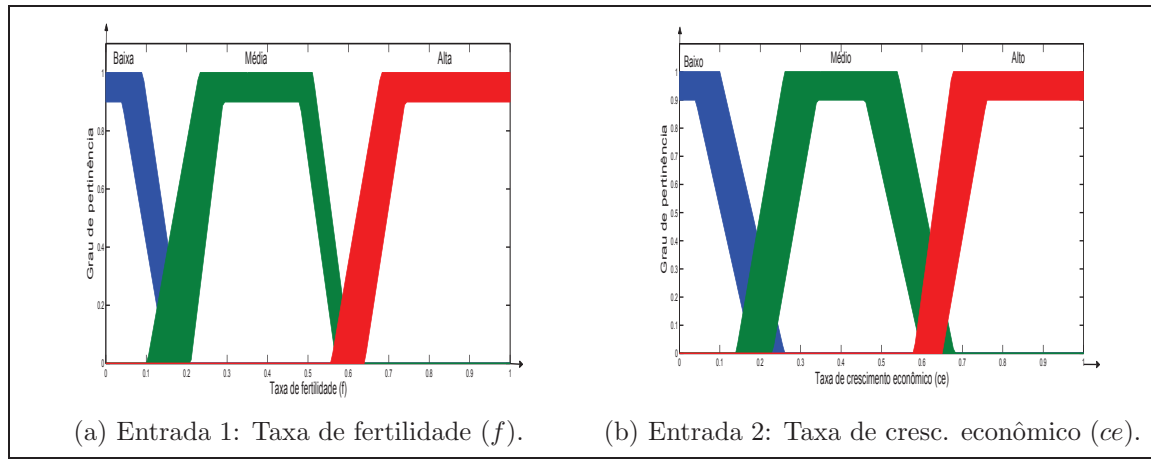 Baixa Média Alta
Grau de pertinência
1
0.8
0.6
0.4
0.2
0
0 0.1 0.2 0.3 0.4 0.5 0.6 0.7 0.8 0.9 1
Taxa de fertilidade (f)
(a) Entrada 1: Taxa de fertilidade (f).
Baixo Médio Alto
Grau de pertinência
1
0.9
0.8
0.7
0.6
0.5
0.4
0.3
0.2
0.1
0
0 0.1 0.2 0.3 0.4 0.5 0.6 0.7 0.8 0.9 1
Taxa de crescimento econômico (ce)
(b) Entrada 2: Taxa de cresc. econômico (ce).